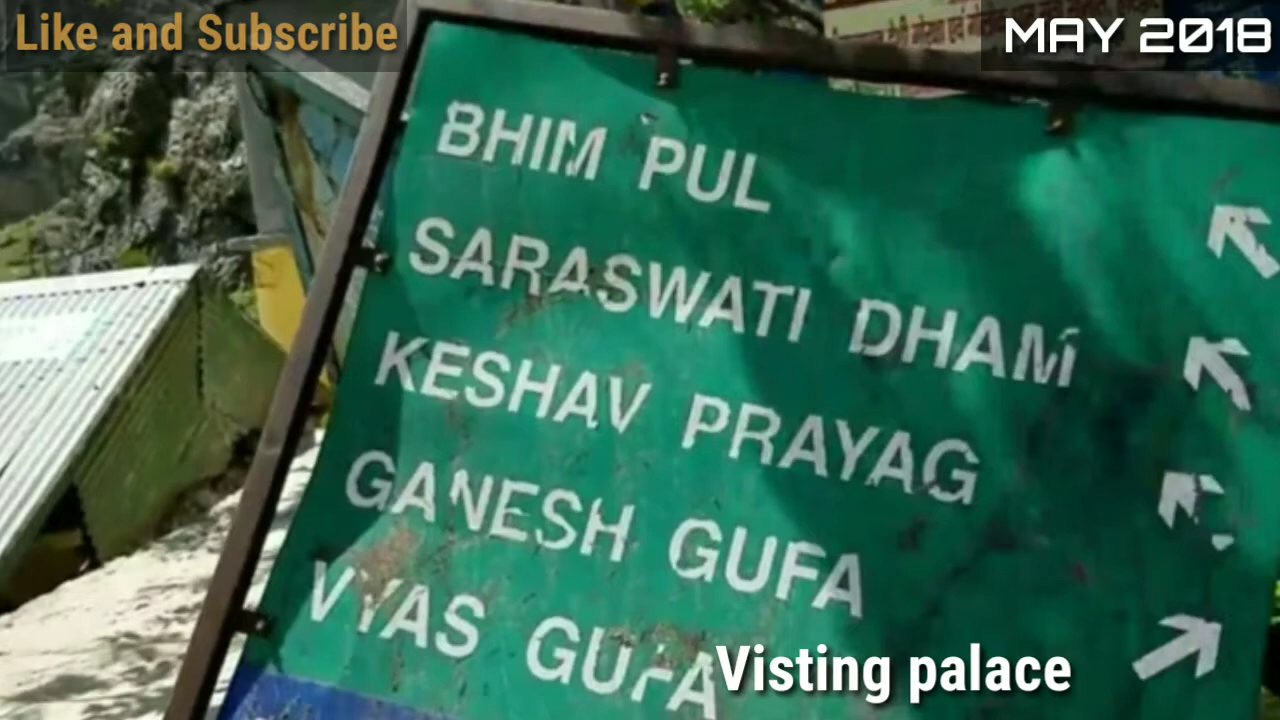 Like and Subscribe
MAY 2018
BHIM PUL
SARASWATI DHAM
KESHAV PRAYAG
GANESH GUFA
VYAS GUFA
Visting palace